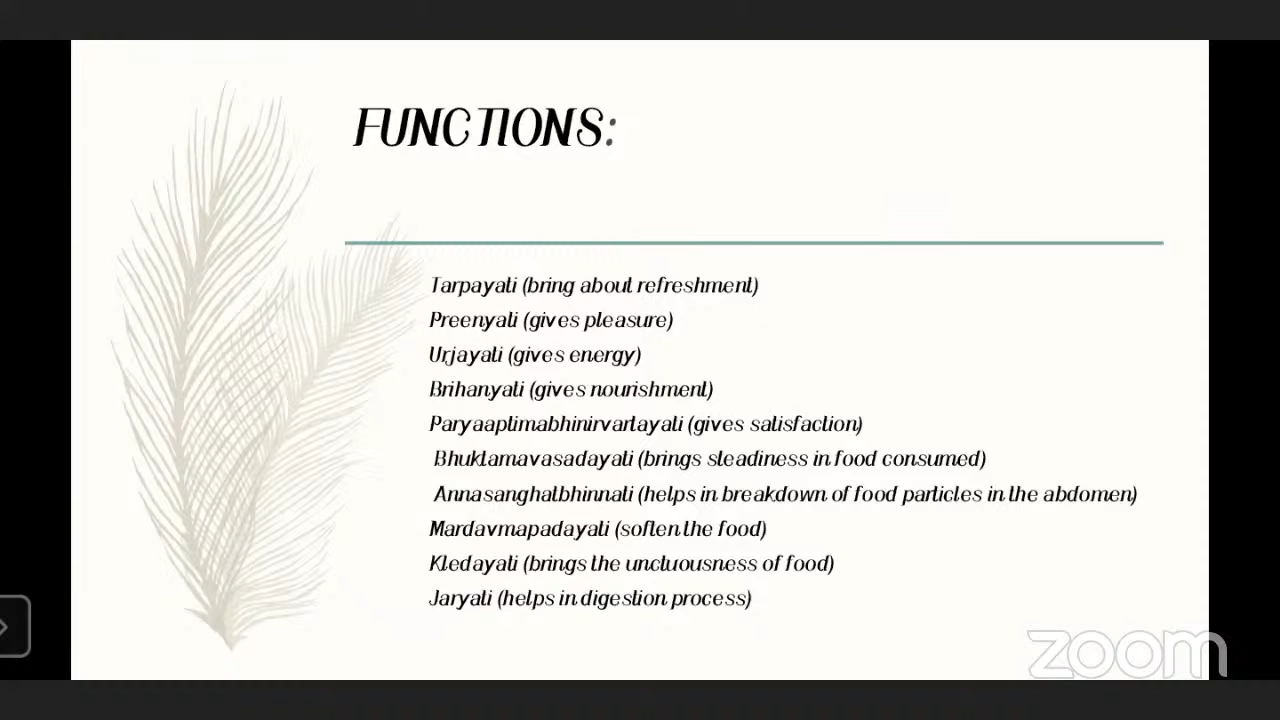 FUNCTIONS:
Tarpayati (bring about refreshment)
Preenyati (gives pleasure)
Urjayati (gives energy)
Brihanyati (gives nourishment)
Paryaaptimabhinirvartayati (gives satisfaction)
Bhuktamavasadayati (brings steadiness in food consumed)
Annasanghatbhinnati (helps in breakdown of food particles in the abdomen)
Mardavmapadayati (soften the food)
Kledayati (brings the unctuousness of food)
Jaryati (helps in digestion process)
zoom